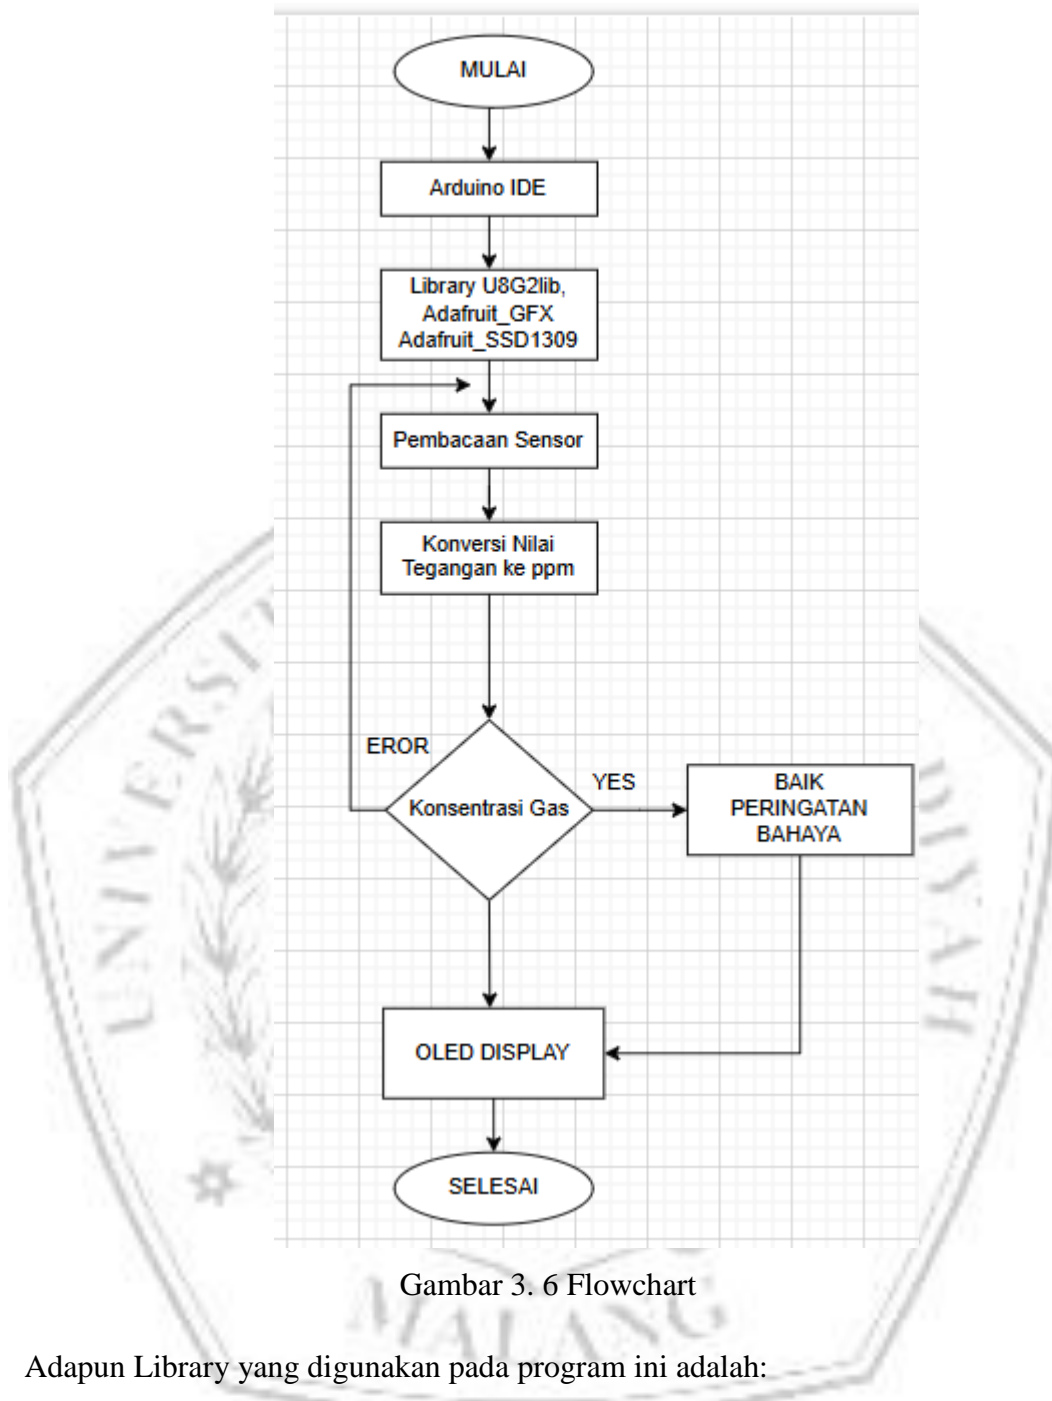 MULAI
Arduino IDE
Library U8G2lib,
Adafruit_GFX
Adafruit_SSD1309
Pembacaan Sensor
Konversi Nilai
Tegangan ke ppm
EROR
Konsentrasi Gas
YES
BAIK
PERINGATAN
BAHAYA
OLED DISPLAY
SELESAI
Gambar 3. 6 Flowchart
MALANG
Adapun Library yang digunakan pada program ini adalah: